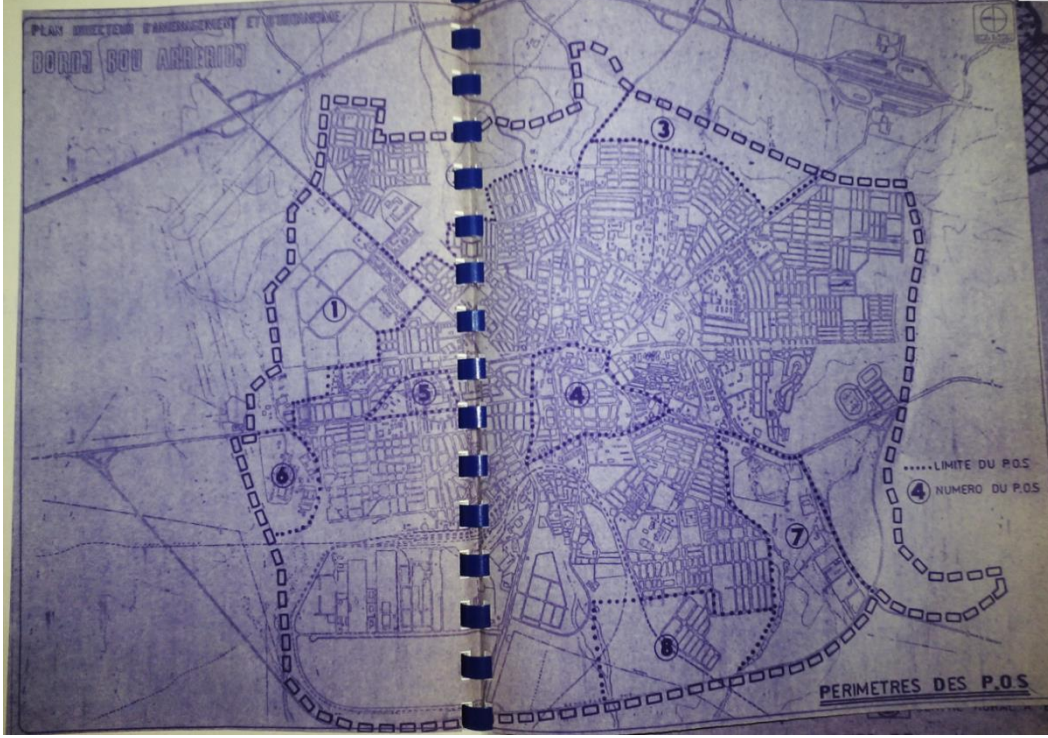 PLAN DIRECTEUR D'AMENAGEMENT ET D'URBANISME
BORDJ BOU ARRERIDJ
3
1
5
4
6
LIMITE DU P.O.S
4 NUMERO DU P.O.S
7
8
PERIMETRES DES P.O.S